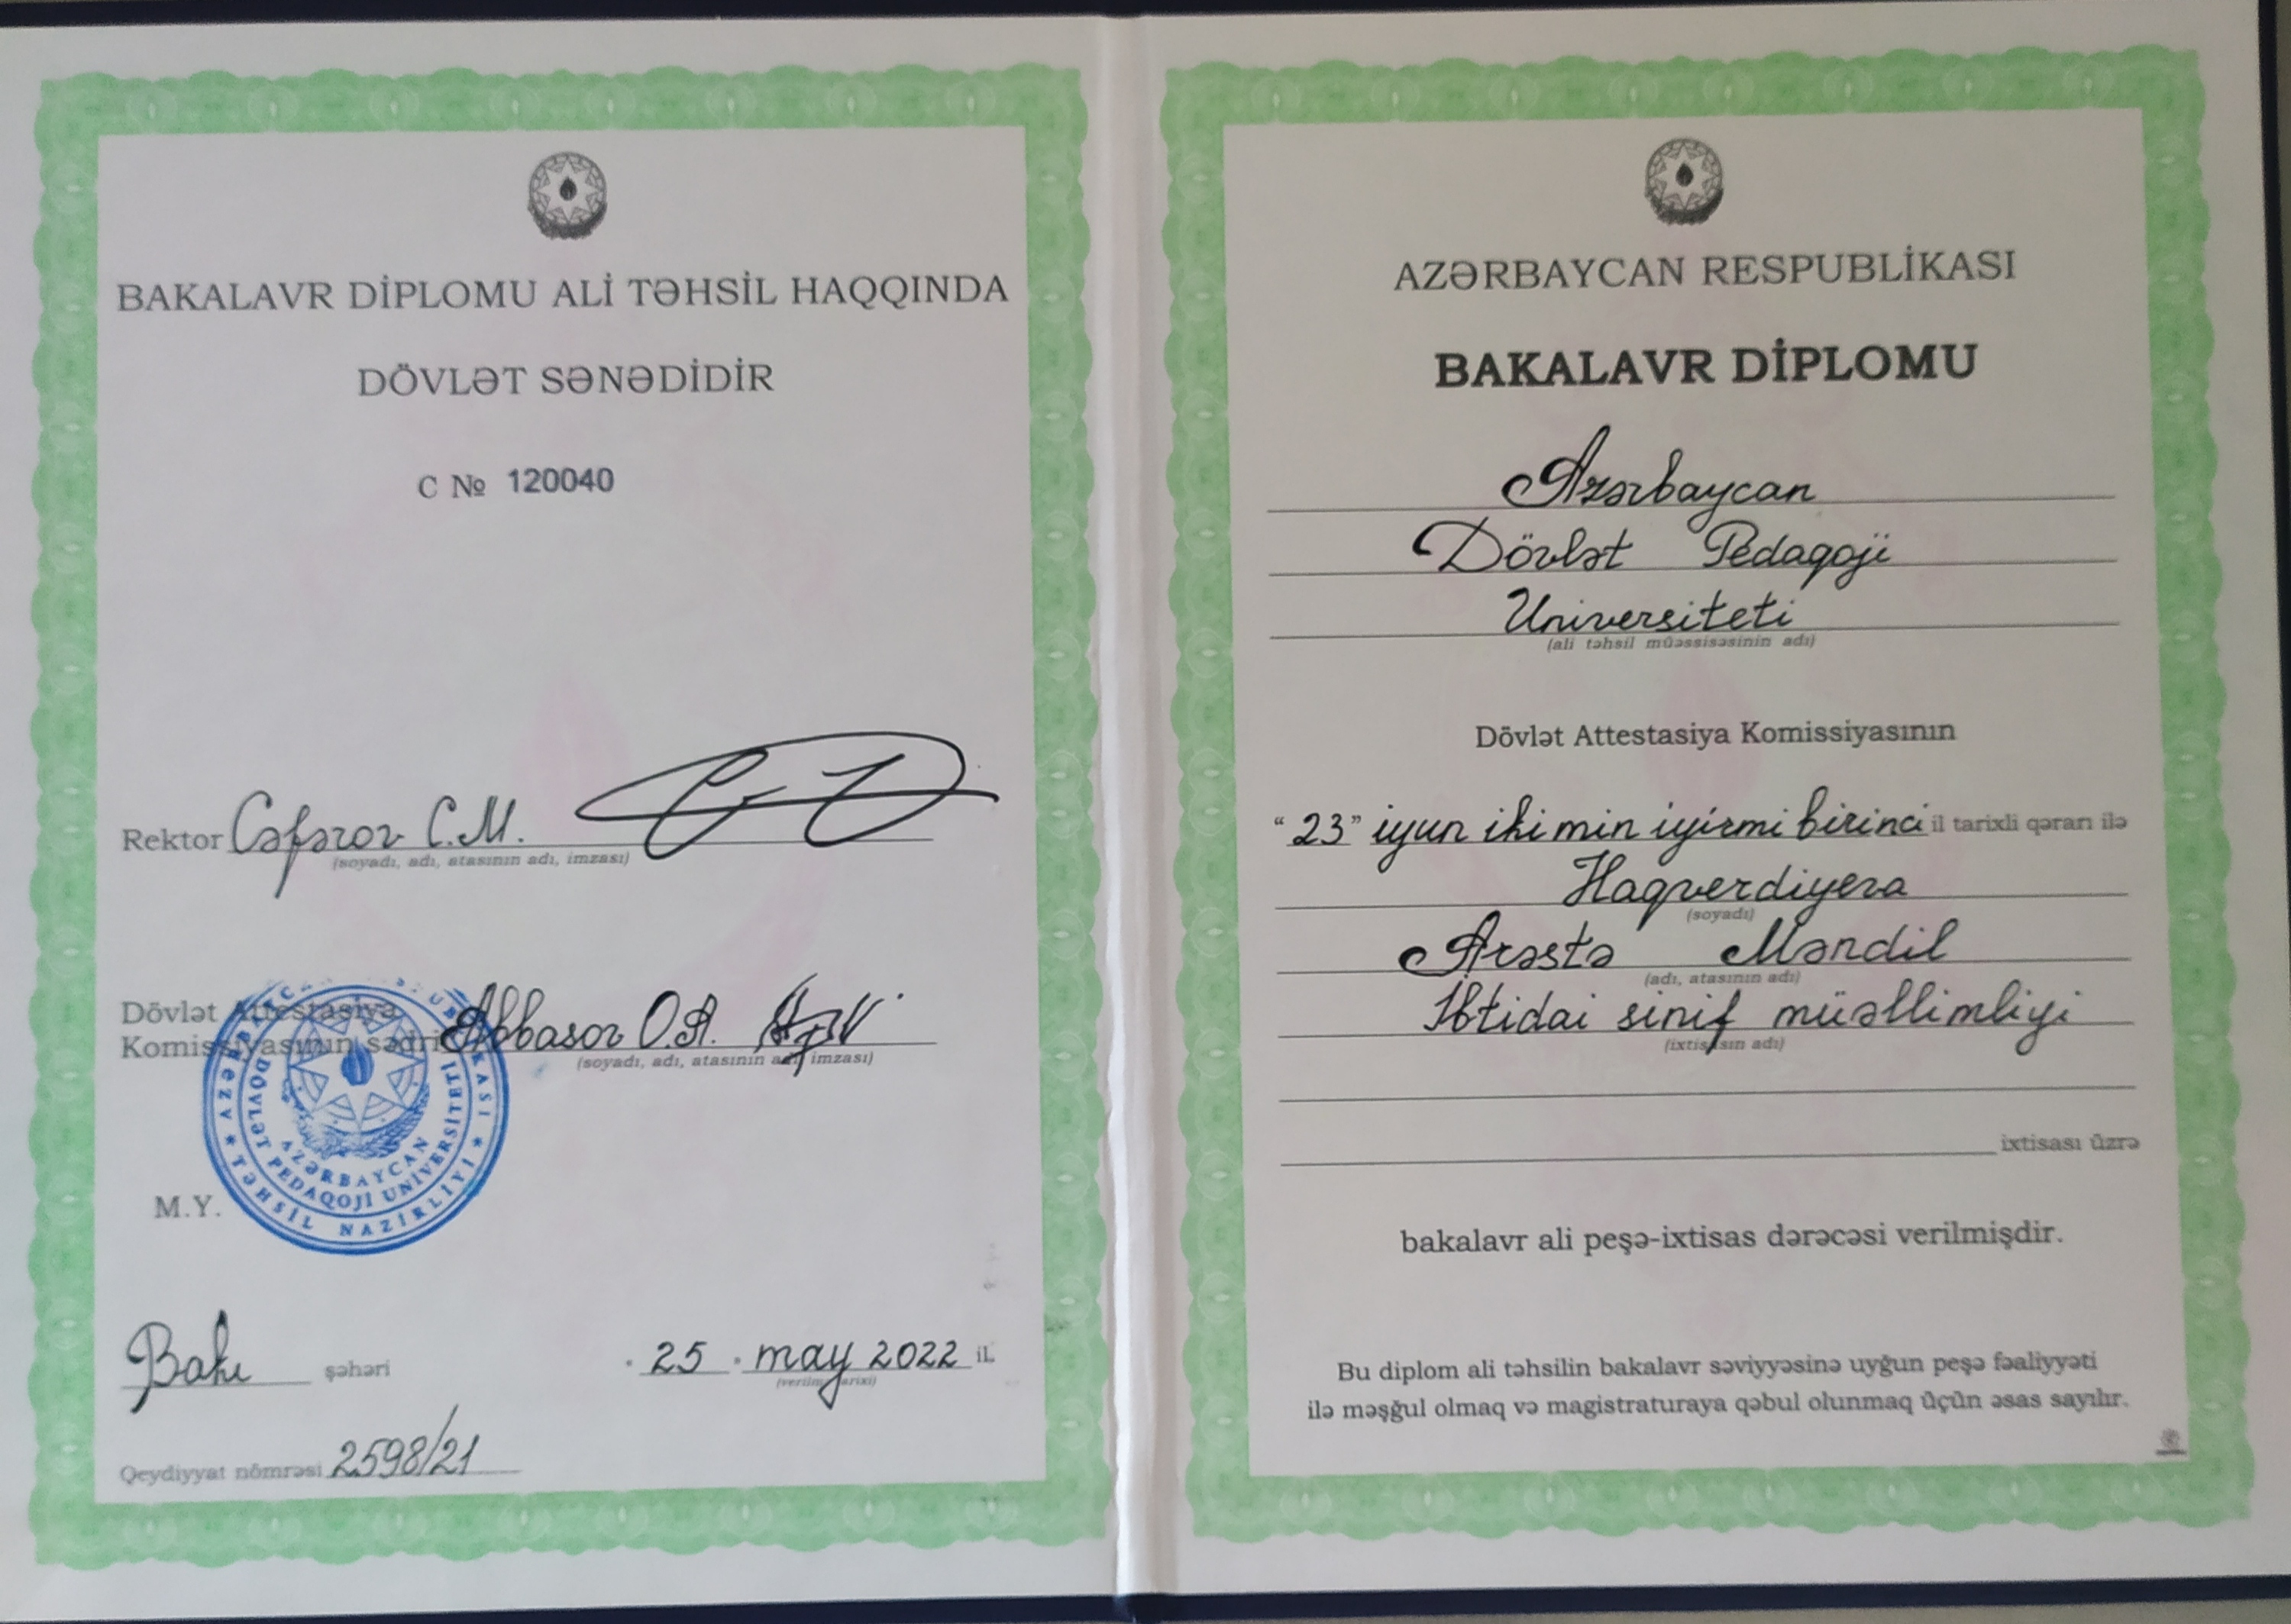 BAKALAVR DİPLOMU ALİ TƏHSİL HAQQINDA
DÖVLƏT SƏNƏDİDİR
C № 120040
Rektor Cəfərov C.M.
(soyadı, adı, atasının adı, imzası)
Dövlət Attestasiya
Komissiyasının sədri Abbasov O.A.
(soyadı, adı, atasının adı, imzası)
AZƏRBAYCAN RESPUBLİKASI * TƏHSİL NAZİRLİYİ *
AZƏRBAYCAN
DÖVLƏT PEDAQOJİ UNİVERSİTETİ
M.Y.
Bakı şəhəri
" 25 " may 2022 il.
(verilmə tarixi)
Qeydiyyat nömrəsi 2598/21
AZƏRBAYCAN RESPUBLİKASI
BAKALAVR DİPLOMU
Azərbaycan
Dövlət Pedaqoji
Universiteti
(ali təhsil müəssisəsinin adı)
Dövlət Attestasiya Komissiyasının
“23” iyun iki min iyirmi birinci il tarixli qərarı ilə
Haqverdiyeva
(soyadı)
Arəstə Məndil
(adı, atasının adı)
İbtidai sinif müəllimliyi
(ixtisasın adı)
ixtisası üzrə
bakalavr ali peşə-ixtisas dərəcəsi verilmişdir.
Bu diplom ali təhsilin bakalavr səviyyəsinə uyğun peşə fəaliyyəti
ilə məşğul olmaq və magistraturaya qəbul olunmaq üçün əsas sayılır.